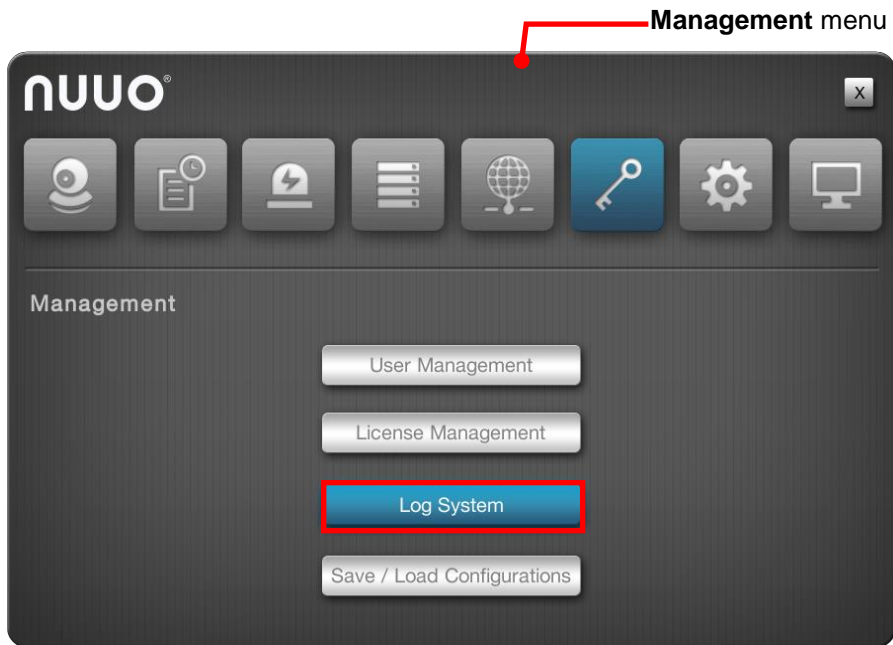 Management menu
nuuo®
X
Management
User Management
License Management
Log System
Save / Load Configurations